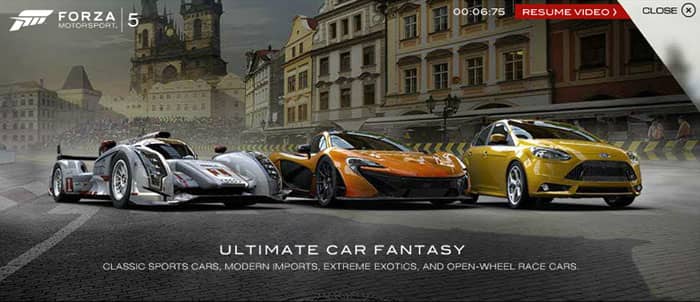 FORZA
MOTORSPORT. 5
00:06:75
RESUME VIDEO
CLOSE
1
ULTIMATE CAR FANTASY
CLASSIC SPORTS CARS, MODERN IMPORTS, EXTREME EXOTICS, AND OPEN-WHEEL RACE CARS.